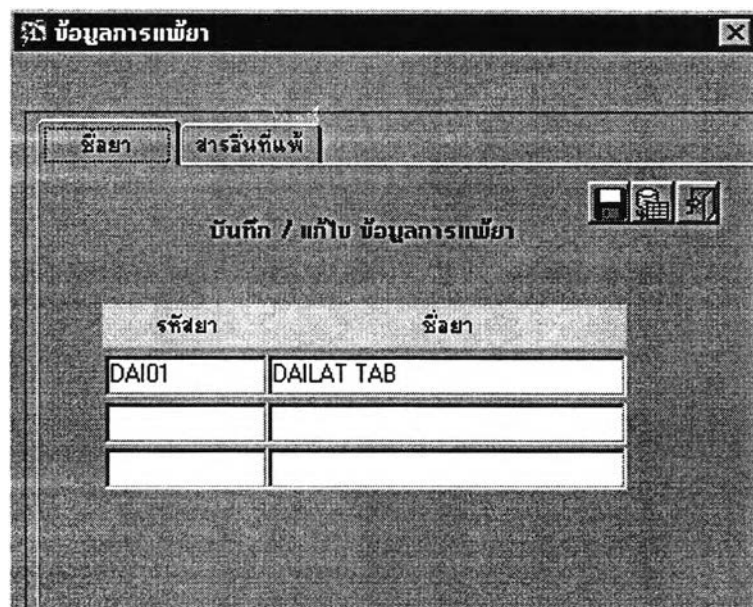 ข้อมูลการแพ้ยา
ชื่อยา สารอื่นที่แพ้
บันทึก / แก้ไข ข้อมูลการแพ้ยา
รหัสยา ชื่อยา
DAI01 DAILAT TAB